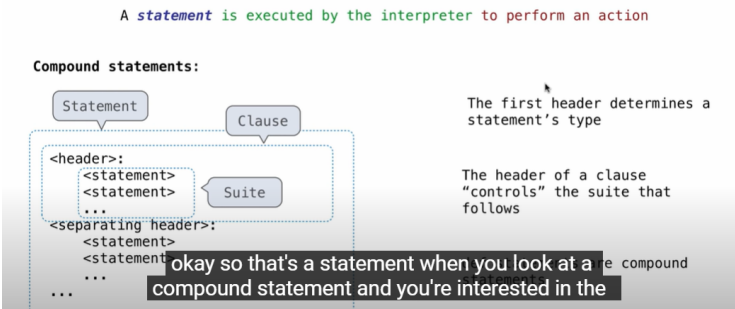 A statement is executed by the interpreter to perform an action
Compound statements:
Statement
Clause
<header>:
<statement>
<statement>
...
Suite
<separating header>:
<statement>
<statement>
...
...
The first header determines a
statement’s type
The header of a clause
“controls” the suite that
follows
are compound
okay so that's a statement when you look at a
compound statement and you're interested in the